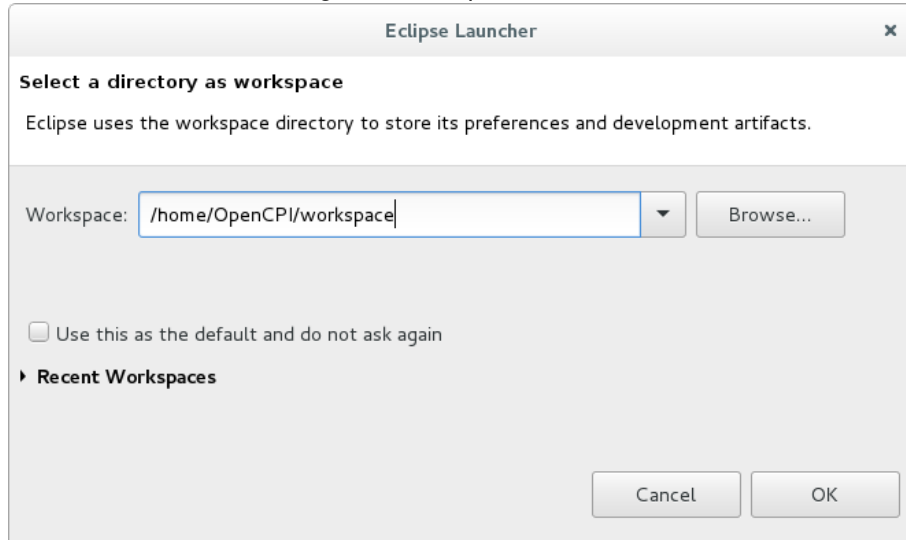 Eclipse Launcher
Select a directory as workspace
Eclipse uses the workspace directory to store its preferences and development artifacts.
Workspace: /home/OpenCPI/workspace Browse...
Use this as the default and do not ask again
Recent Workspaces
Cancel OK